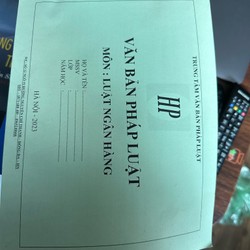 TRUNG TÂM VĂN BẢN PHÁP LUẬT
HP
VĂN BẢN PHÁP LUẬT
MÔN : LUẬT NGÂN HÀNG
HỌ VÀ TÊN :
MSSV :
LỚP :
NĂM HỌC :
HÀ NỘI - 2023